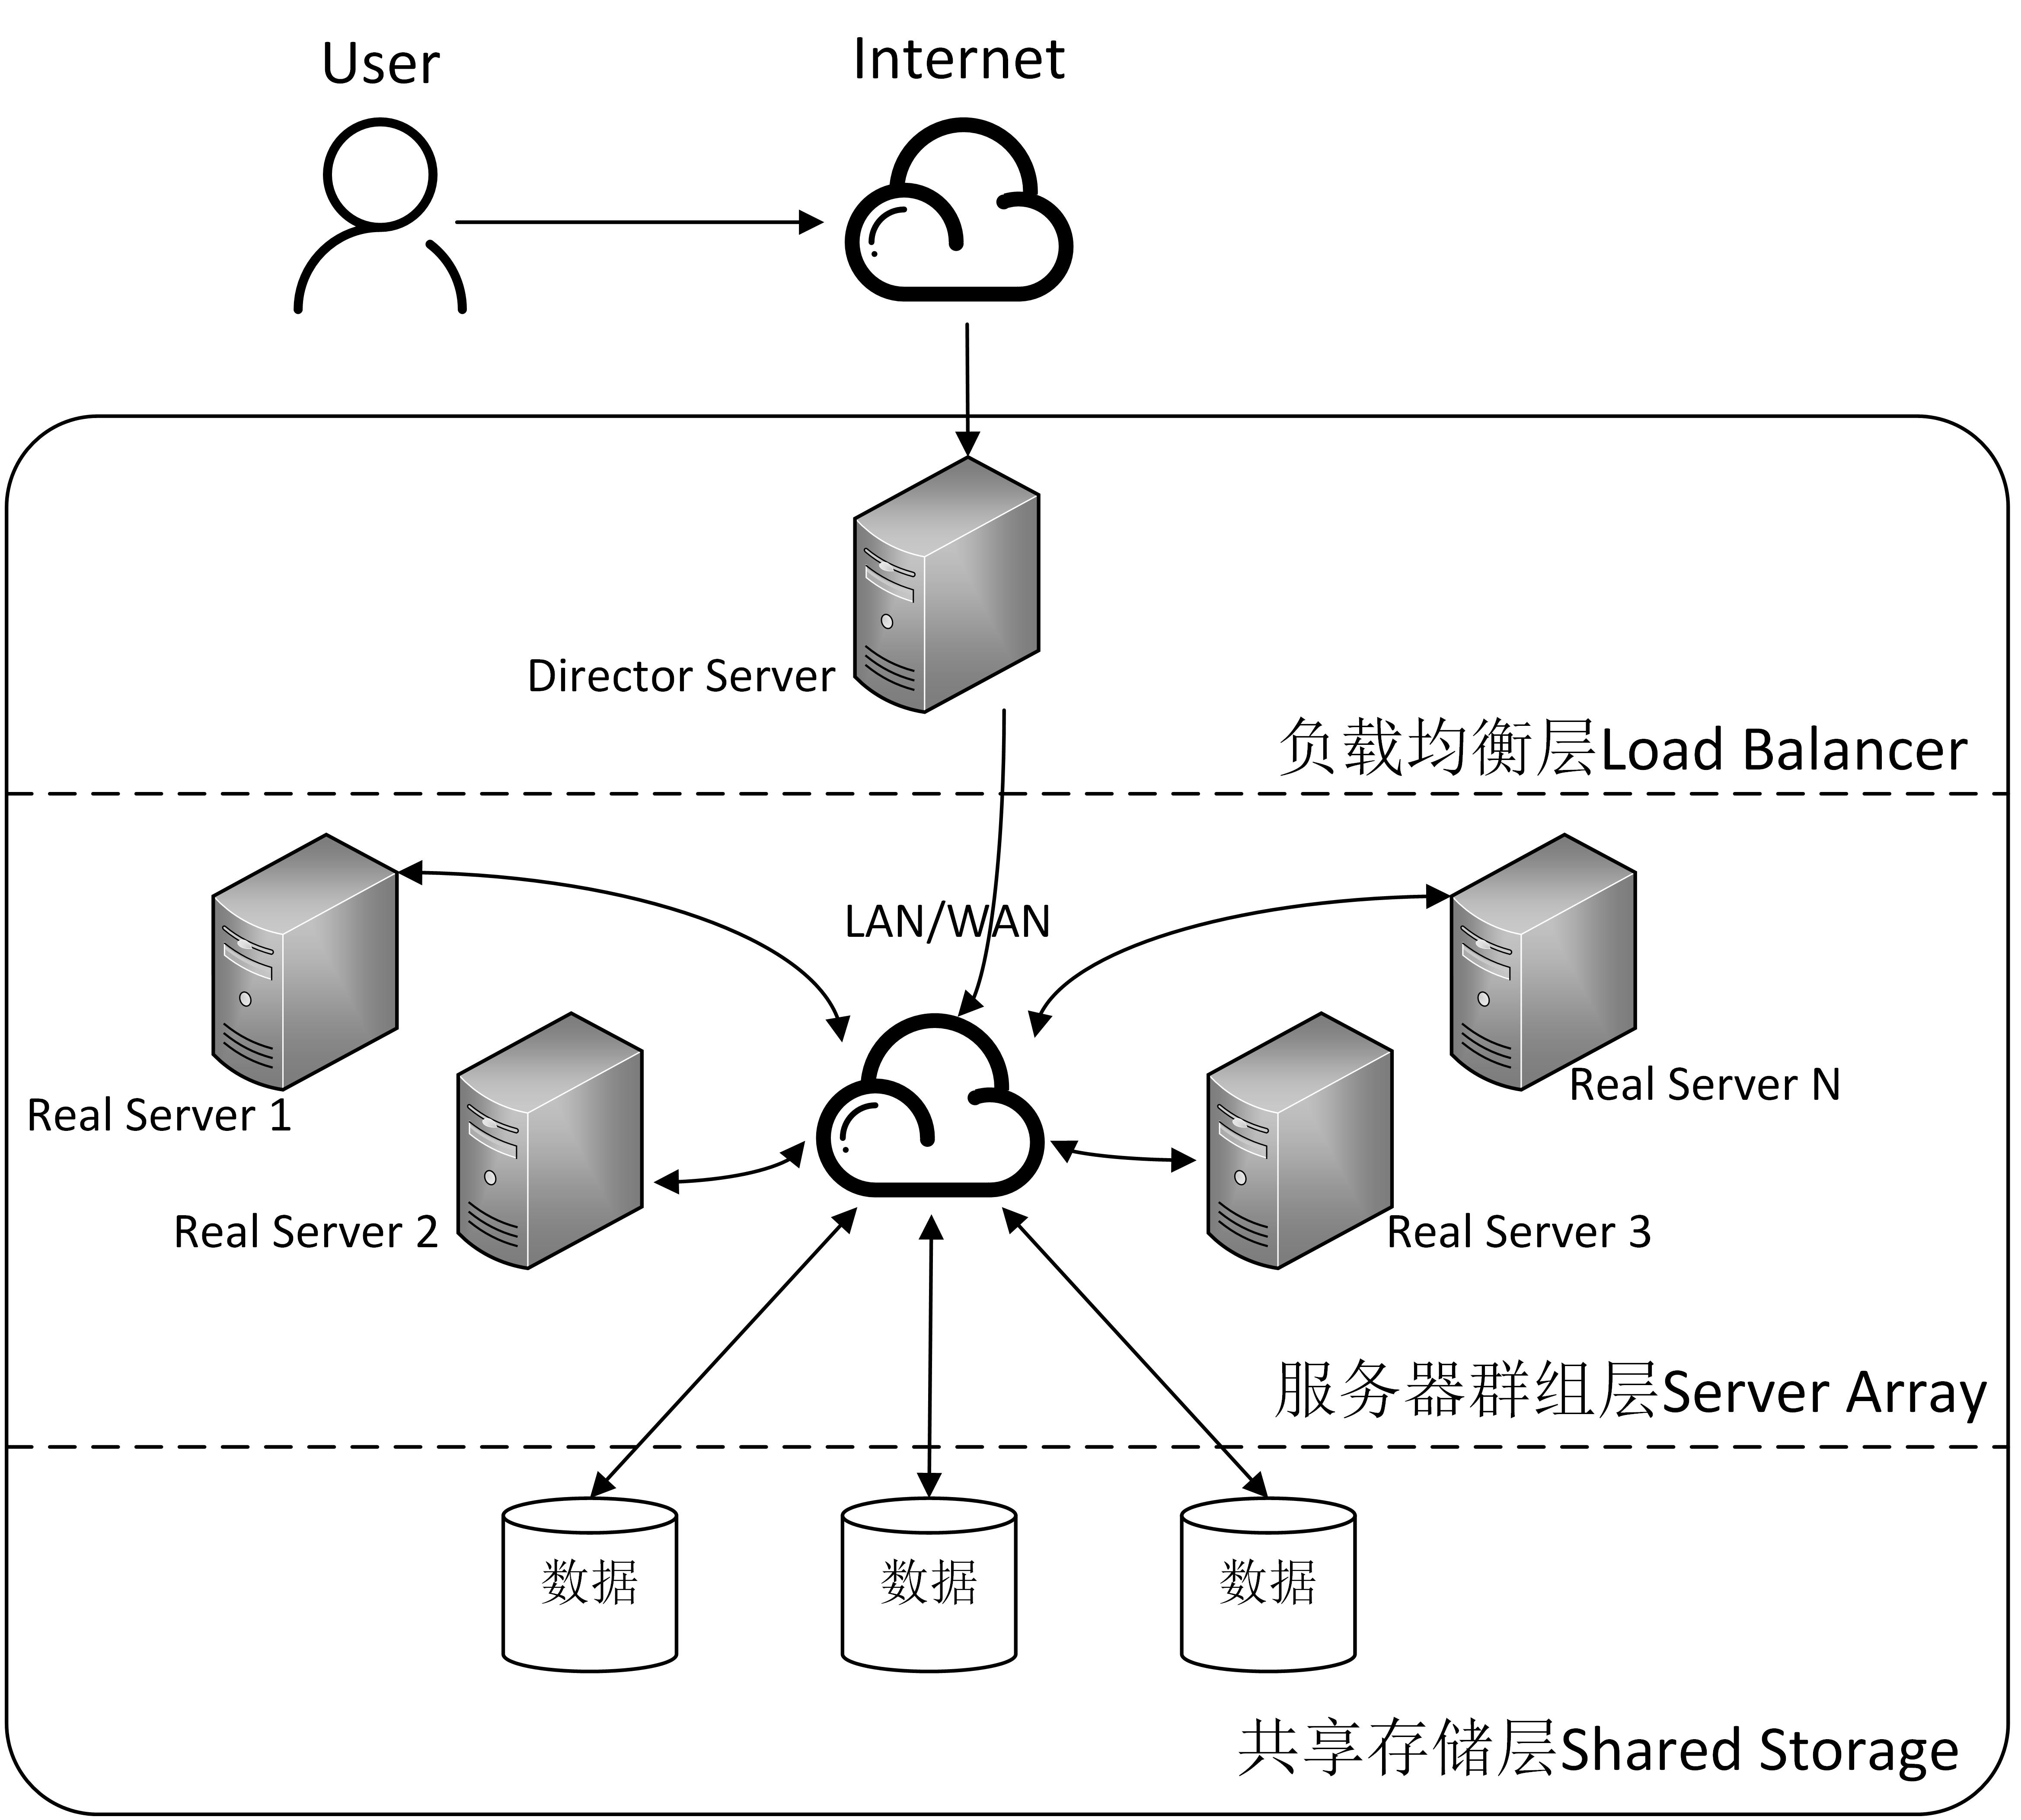 User
Internet
Director Server
负载均衡层Load Balancer
LAN/WAN
Real Server 1
Real Server N
Real Server 2
Real Server 3
服务器群组层Server Array
数据
数据
数据
共享存储层Shared Storage